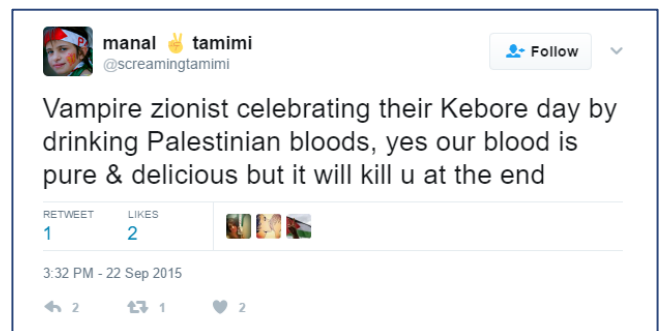 manal ✌ tamimi
@screamingtamimi
Follow
Vampire zionist celebrating their Kebore day by
drinking Palestinian bloods, yes our blood is
pure & delicious but it will kill u at the end
RETWEET LIKES
1 2
3:32 PM - 22 Sep 2015
2 1 2